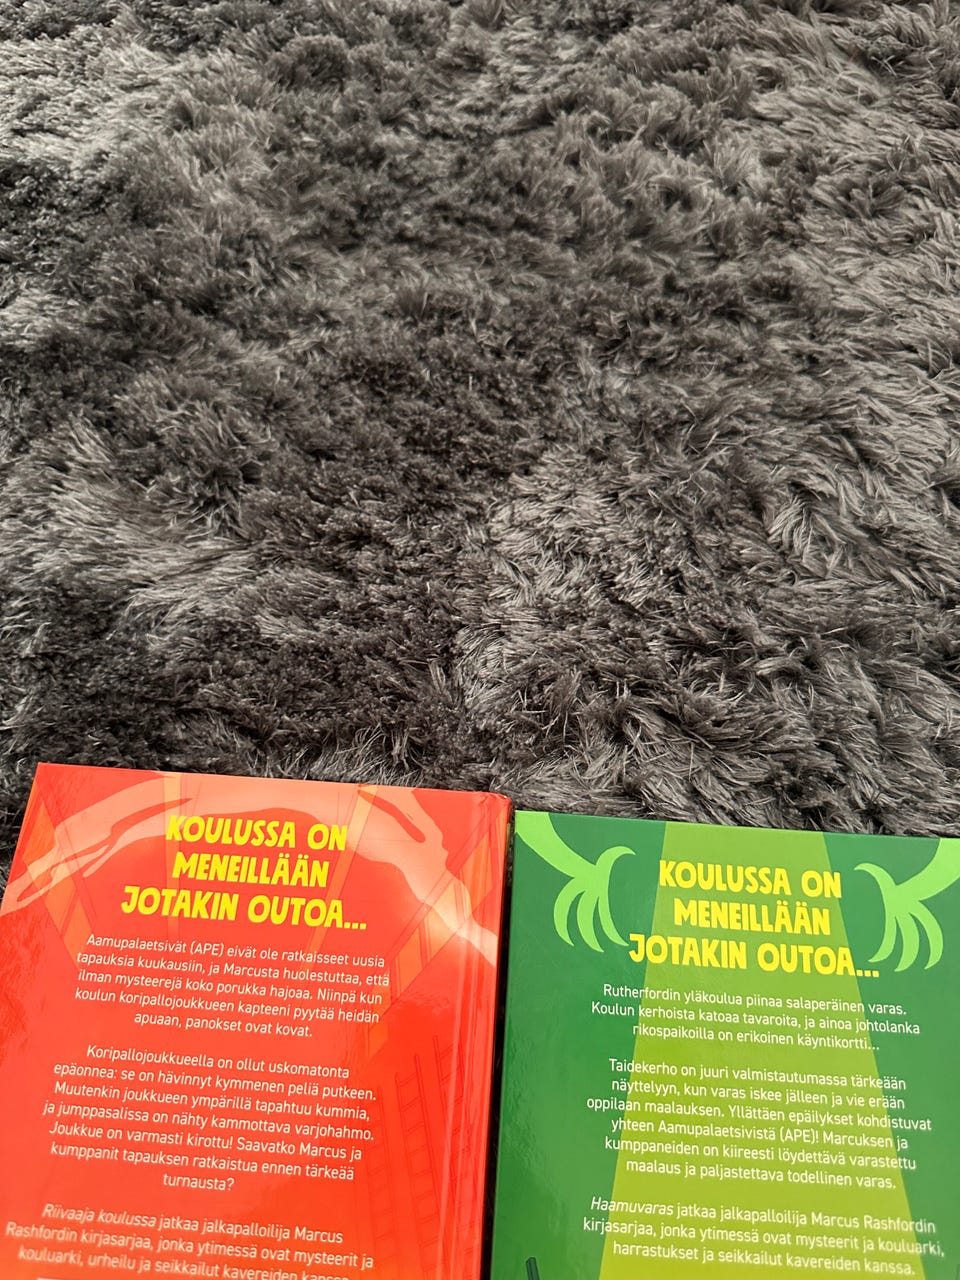 KOULUSSA ON
MENEILLÄÄN
JOTAKIN OUTOA...
Aamupalaetsivät (APE) eivät ole ratkaisseet uusia
tapauksia kuukausiin, ja Marcusta huolestuttaa, että
ilman mysteerejä koko porukka hajoaa. Niinpä kun
koulun koripallojoukkueen kapteeni pyytää heidän
apuaan, panokset ovat kovat.
Koripallojoukkueella on ollut uskomatonta
epäonnea: se on hävinnyt kymmenen peliä putkeen.
Muutenkin joukkueen ympärillä tapahtuu kummia,
ja jumppasalissa on nähty kammottava varjohahmo.
Joukkue on varmasti kirottu! Saavatko Marcus ja
kumppanit tapauksen ratkaistua ennen tärkeää
turnausta?
Riivaaja koulussa jatkaa jalkapalloilija Marcus
Rashfordin kirjasarjaa, jonka ytimessä ovat mysteerit ja
kouluarki, urheilu ja seikkailut kavereiden kanssa.
KOULUSSA ON
MENEILLÄÄN
JOTAKIN OUTOA...
Rutherfordin yläkoulua piinaa salaperäinen varas.
Koulun kerhoista katoaa tavaroita, ja ainoa johtolanka
rikospaikoilla on erikoinen käyntikortti...
Taidekerho on juuri valmistautumassa tärkeään
näyttelyyn, kun varas iskee jälleen ja vie erään
oppilaan maalauksen. Yllättäen epäilykset kohdistuvat
yhteen Aamupalaetsivistä (APE)! Marcuksen ja
kumppaneiden on kiireesti löydettävä varastettu
maalaus ja paljastettava todellinen varas.
Haamuvaras jatkaa jalkapalloilija Marcus Rashfordin
kirjasarjaa, jonka ytimessä ovat mysteerit ja kouluarki,
harrastukset ja seikkailut kavereiden kanssa.